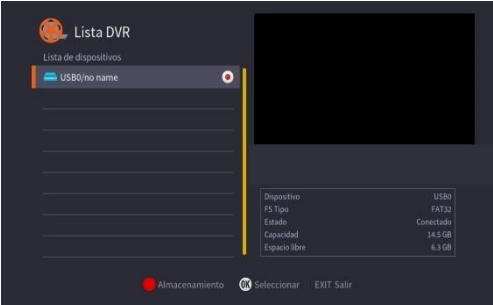 Lista DVR
Lista de dispositivos
USB0/no name
Dispositivo USB0
FS Tipo FAT32
Estado Conectado
Capacidad 14.5 GB
Espacio libre 6.3 GB
Almacenamiento OK Seleccionar EXIT Salir